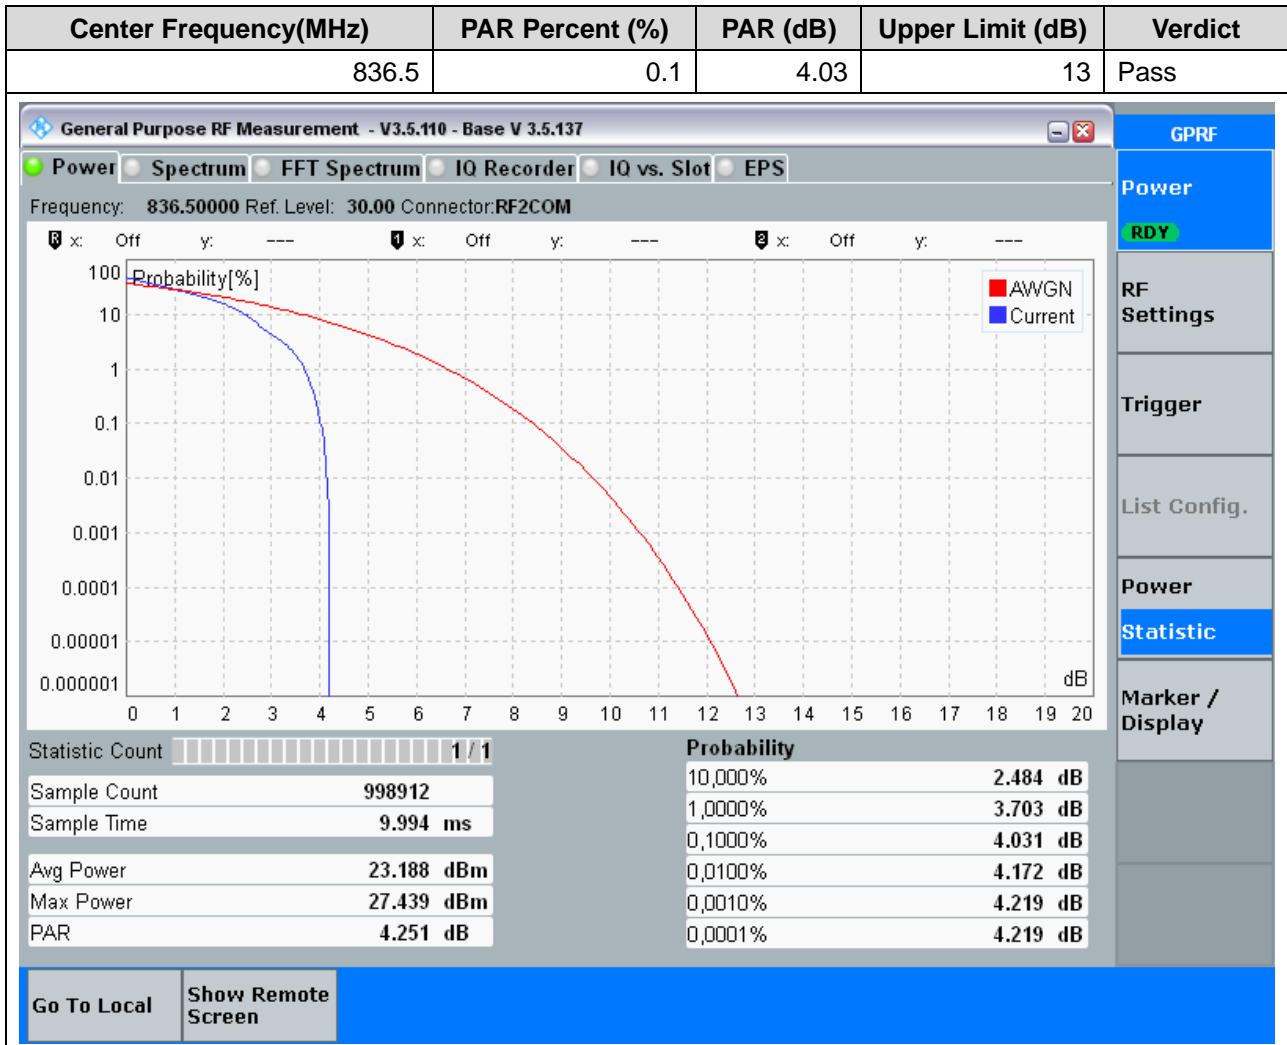 Center Frequency(MHz) PAR Percent (%) PAR (dB) Upper Limit (dB) Verdict
836.5 0.1 4.03 13 Pass
General Purpose RF Measurement - V3.5.110 - Base V 3.5.137
GPRF
Power Spectrum FFT Spectrum IQ Recorder IQ vs. Slot EPS
Frequency: 836.50000 Ref. Level: 30.00 Connector:RF2COM
R x: Off y: --- 1 x: Off y: --- 2 x: Off y: ---
Probability[%]
AWGN
Current
100
10
1
0.1
0.01
0.001
0.0001
0.00001
0.000001
dB
0 1 2 3 4 5 6 7 8 9 10 11 12 13 14 15 16 17 18 19 20
Statistic Count 1 / 1
Sample Count 998912
Sample Time 9.994 ms
Avg Power 23.188 dBm
Max Power 27.439 dBm
PAR 4.251 dB
Probability
10,000% 2.484 dB
1,0000% 3.703 dB
0,1000% 4.031 dB
0,0100% 4.172 dB
0,0010% 4.219 dB
0,0001% 4.219 dB
Power
RDY
RF
Settings
Trigger
List Config.
Power
Statistic
Marker /
Display
Go To Local
Show Remote
Screen